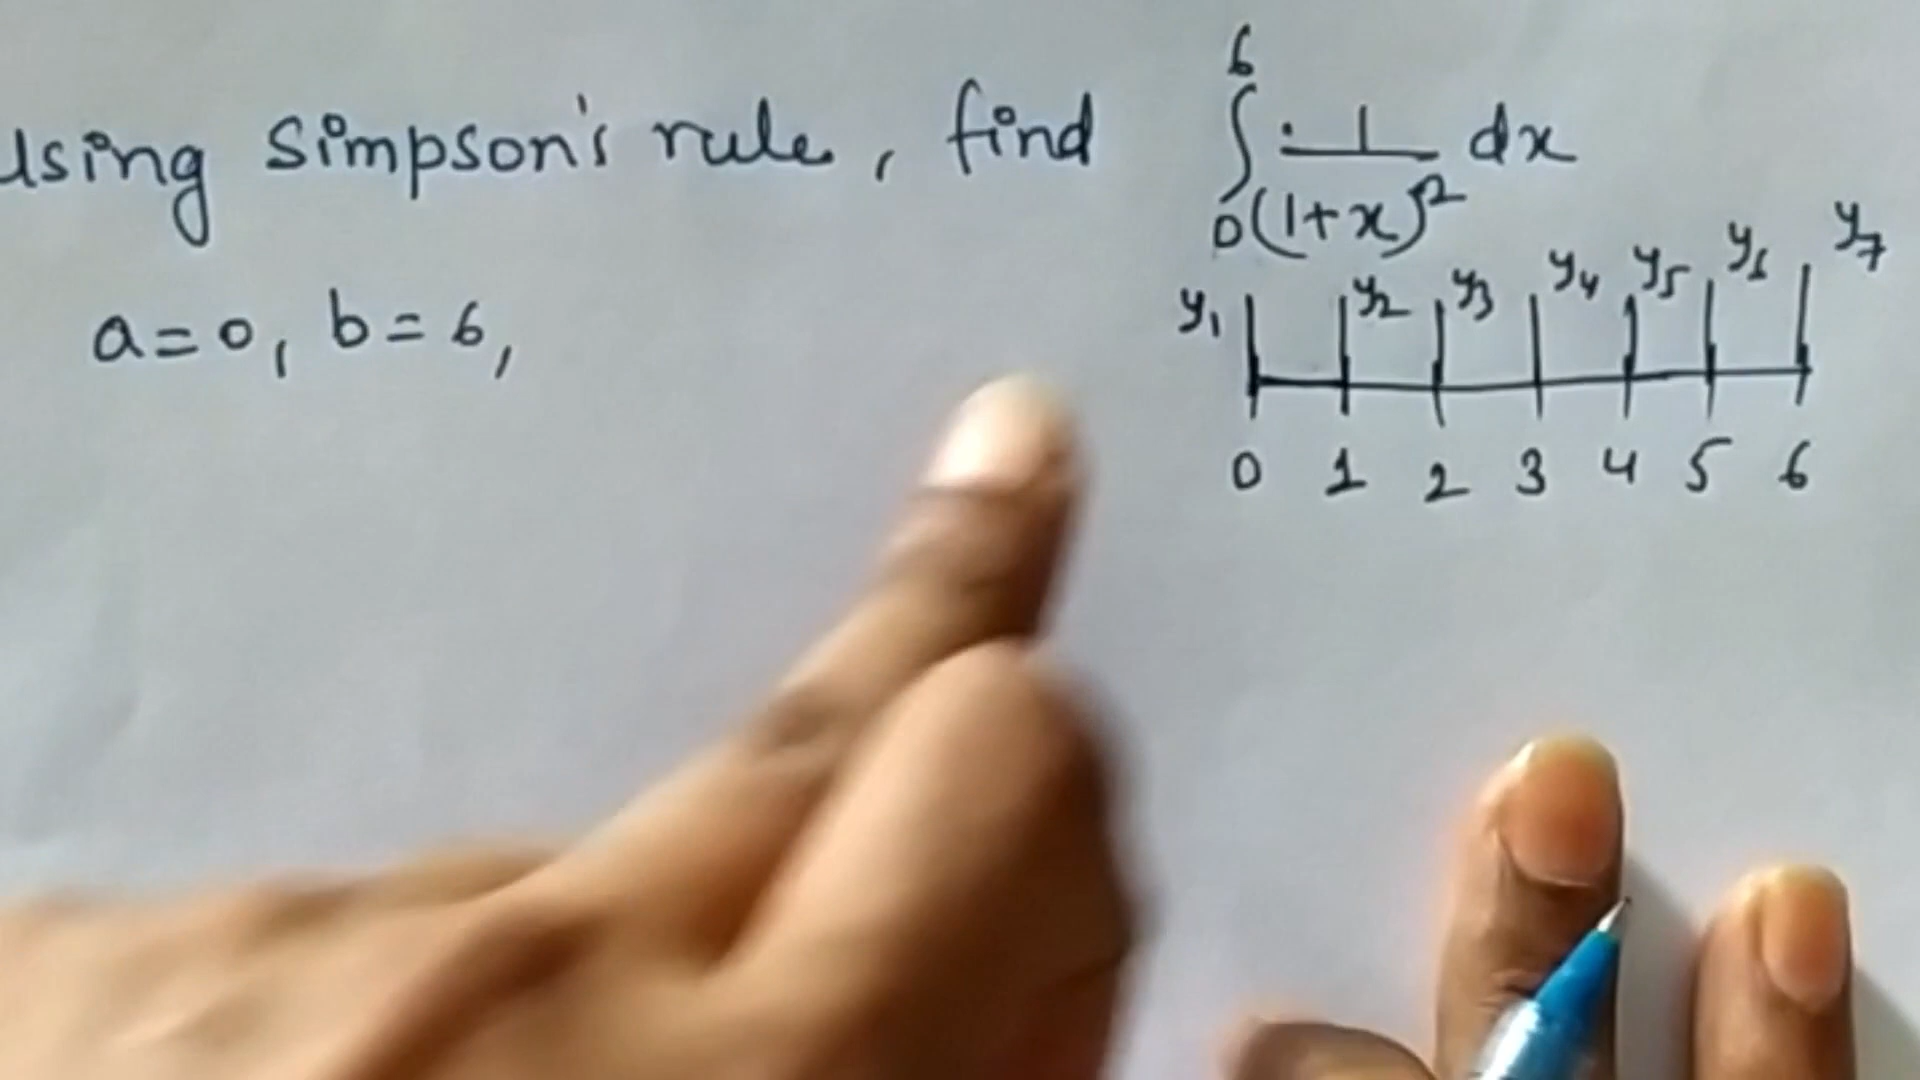 Using Simpson's rule, find ∫₀⁶ 1/(1+x)² dx
a=0, b=6,
y₁ y₂ y₃ y₄ y₅ y₆ y₇
0 1 2 3 4 5 6